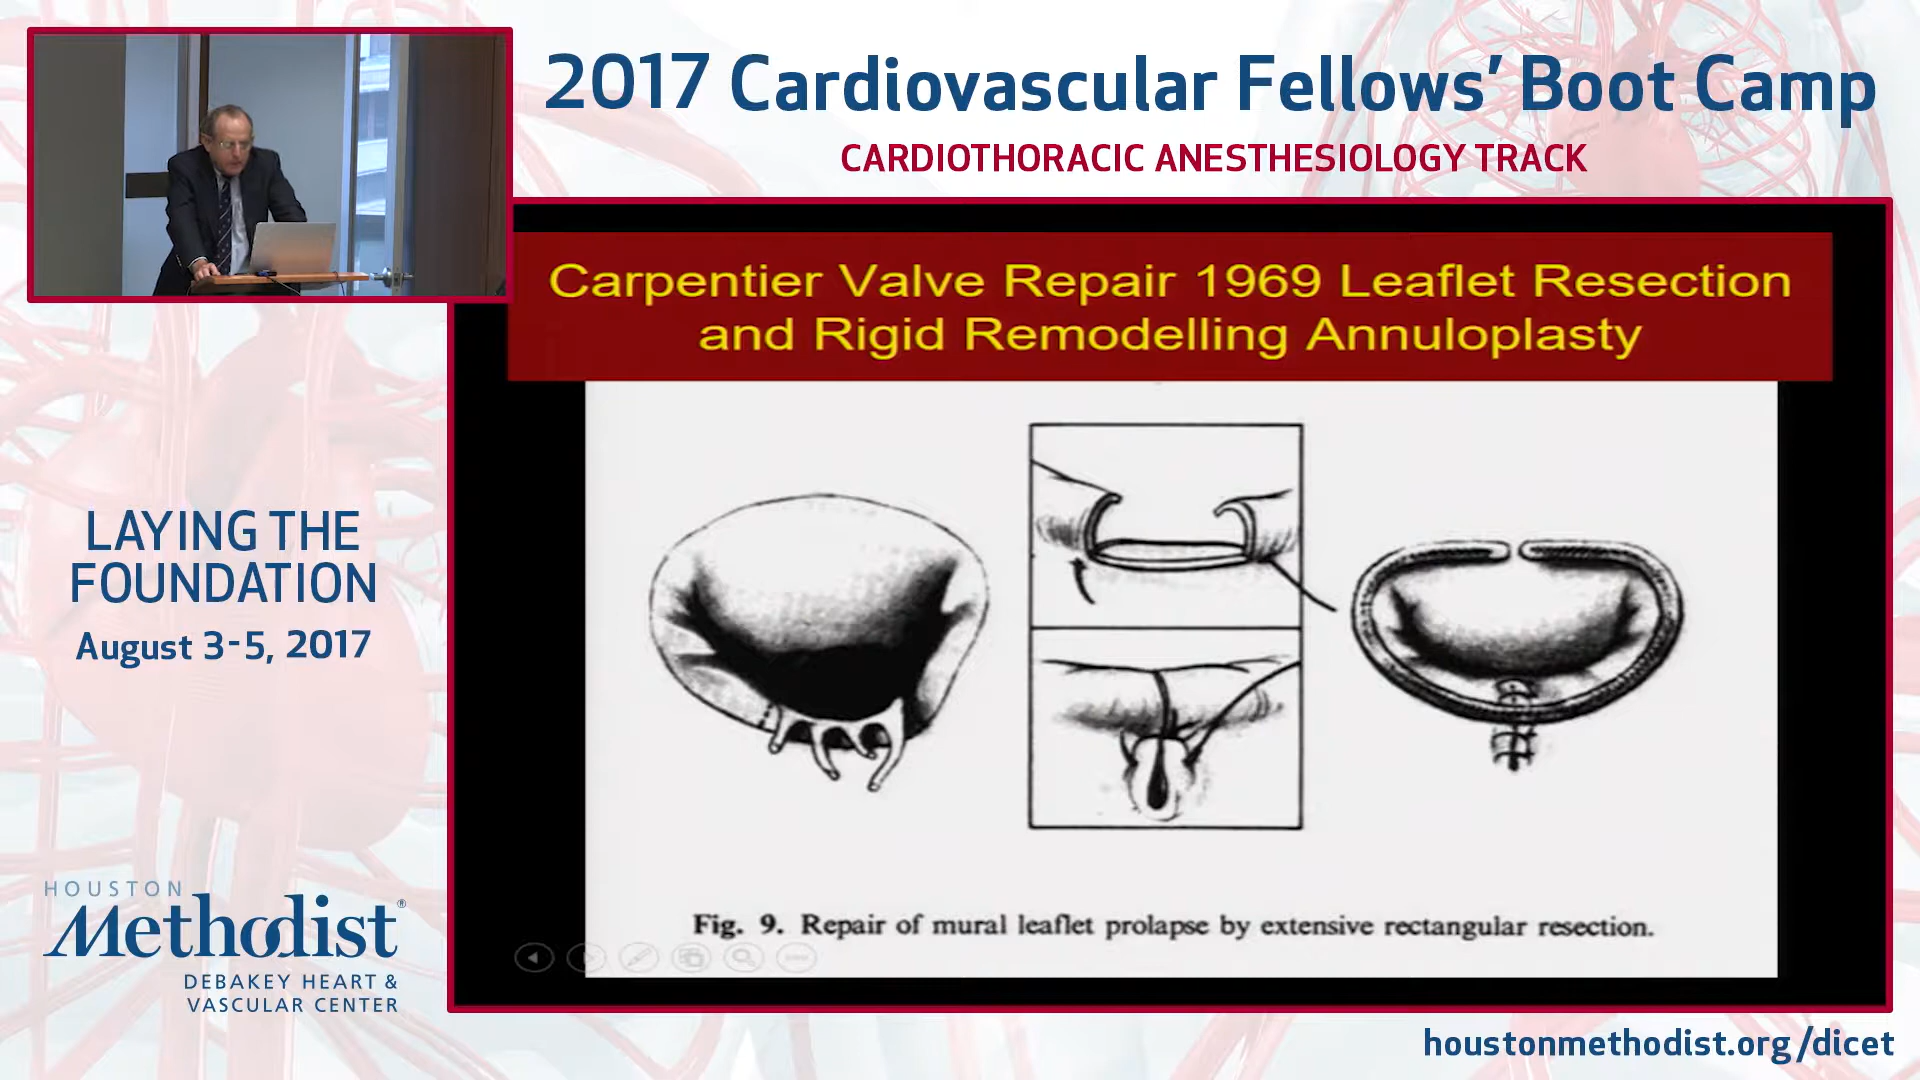 2017 Cardiovascular Fellows’ Boot Camp
CARDIOTHORACIC ANESTHESIOLOGY TRACK
Carpentier Valve Repair 1969 Leaflet Resection
and Rigid Remodelling Annuloplasty
Fig. 9. Repair of mural leaflet prolapse by extensive rectangular resection.
LAYING THE
FOUNDATION
August 3-5, 2017
HOUSTON
Methodist®
DEBAKEY HEART &
VASCULAR CENTER
houstonmethodist.org/dicet